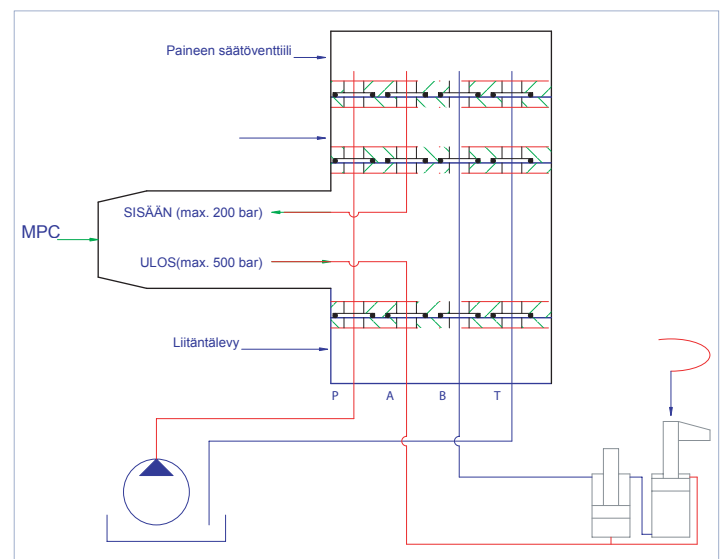 Paineen säätöventtiili
SISÄÄN (max. 200 bar)
MPC
ULOS(max. 500 bar)
Liitäntälevy
P A B T